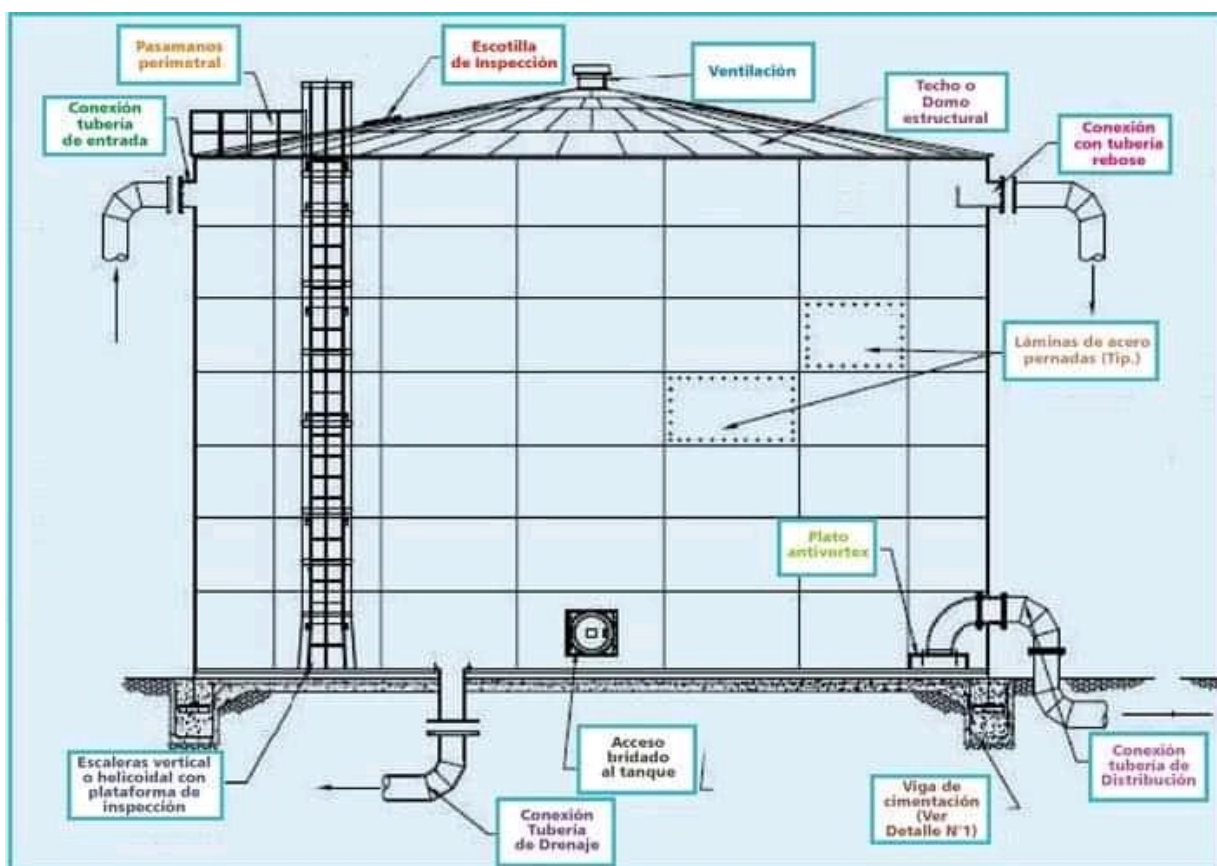 Pasamanos
perimetral
Escotilla
de Inspección
Ventilación
Techo o
Domo
estructural
Conexión
tubería
de entrada
Conexión
con tubería
rebose
Láminas de acero
pernadas (Tip.)
Plato
antivortex
Escaleras vertical
o helicoidal con
plataforma de
inspección
Acceso
bridado
al tanque
Conexión
Tubería
de Drenaje
Viga de
cimentación
(Ver
Detalle N°1)
Conexión
tubería de
Distribución